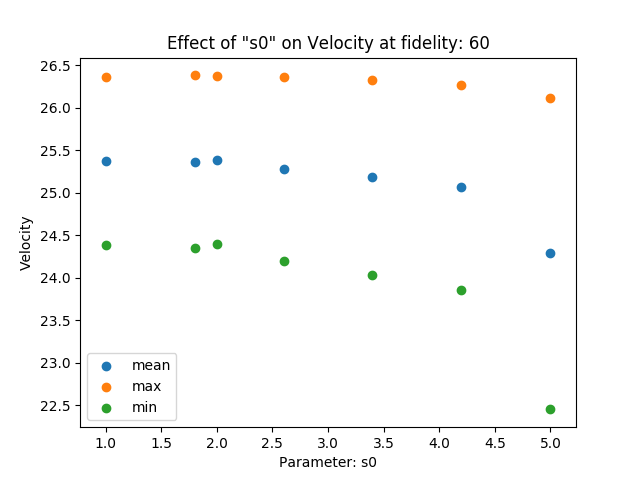 Effect of "s0" on Velocity at fidelity: 60
26.5
26.0
25.5
25.0
24.5
24.0
23.5
23.0
22.5
Velocity
mean
max
min
1.0 1.5 2.0 2.5 3.0 3.5 4.0 4.5 5.0
Parameter: s0